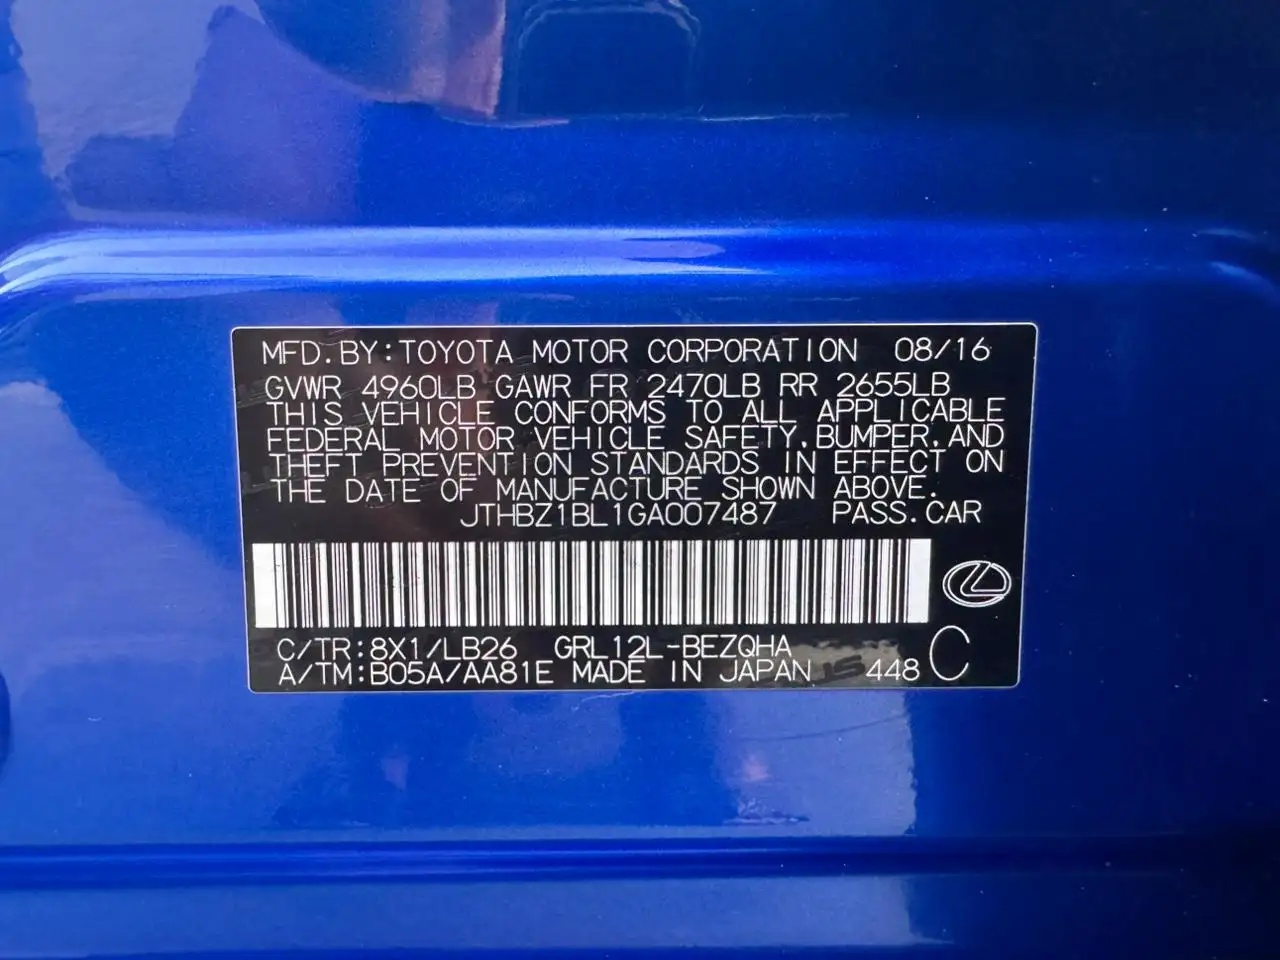 MFD.BY:TOYOTA MOTOR CORPORATION 08/16
GVWR 4960LB GAWR FR 2470LB RR 2655LB
THIS VEHICLE CONFORMS TO ALL APPLICABLE
FEDERAL MOTOR VEHICLE SAFETY,BUMPER,AND
THEFT PREVENTION STANDARDS IN EFFECT ON
THE DATE OF MANUFACTURE SHOWN ABOVE.
JTHBZ1BL1GA007487 PASS.CAR
C/TR:8X1/LB26 GRL12L-BEZQHA
A/TM:B05A/AA81E MADE IN JAPAN 448 C